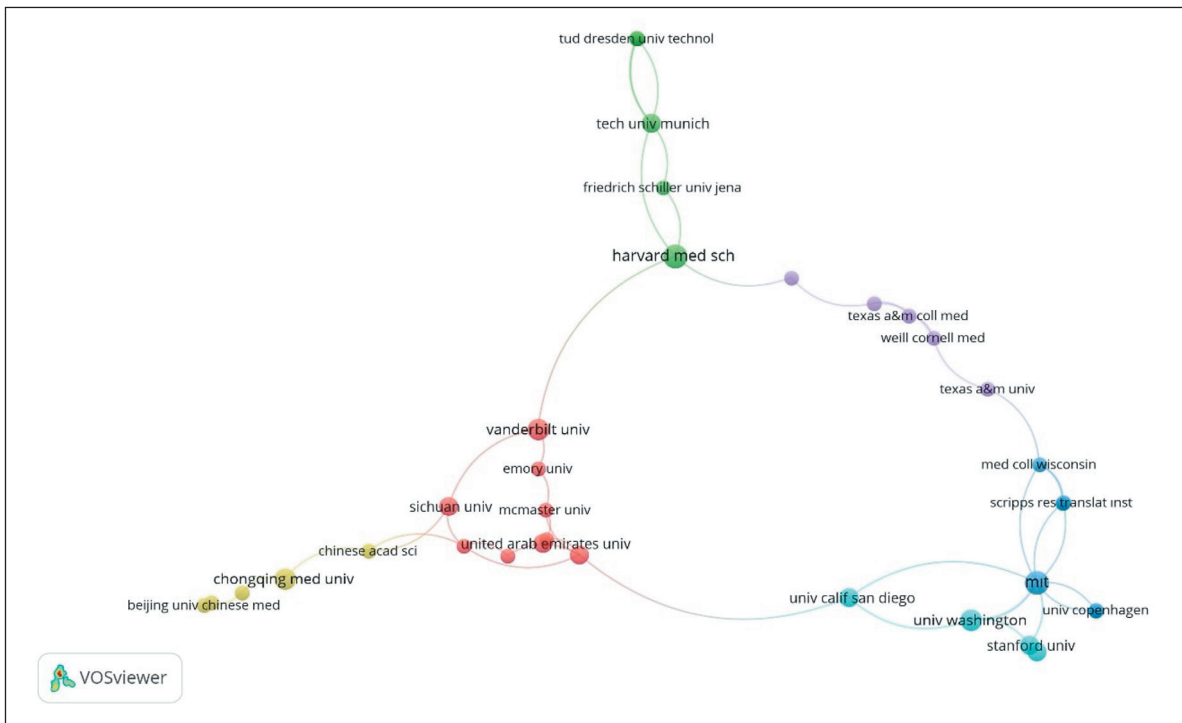 tud dresden univ technol
tech univ munich
friedrich schiller univ jena
harvard med sch
texas a&m coll med
weill cornell med
texas a&m univ
vanderbilt univ
emory univ
med coll wisconsin
sichuan univ
mcmaster univ
scripps res translat inst
united arab emirates univ
chinese acad sci
chongqing med univ
mit
univ calif san diego
beijing univ chinese med
univ copenhagen
univ washington
stanford univ
VOSviewer